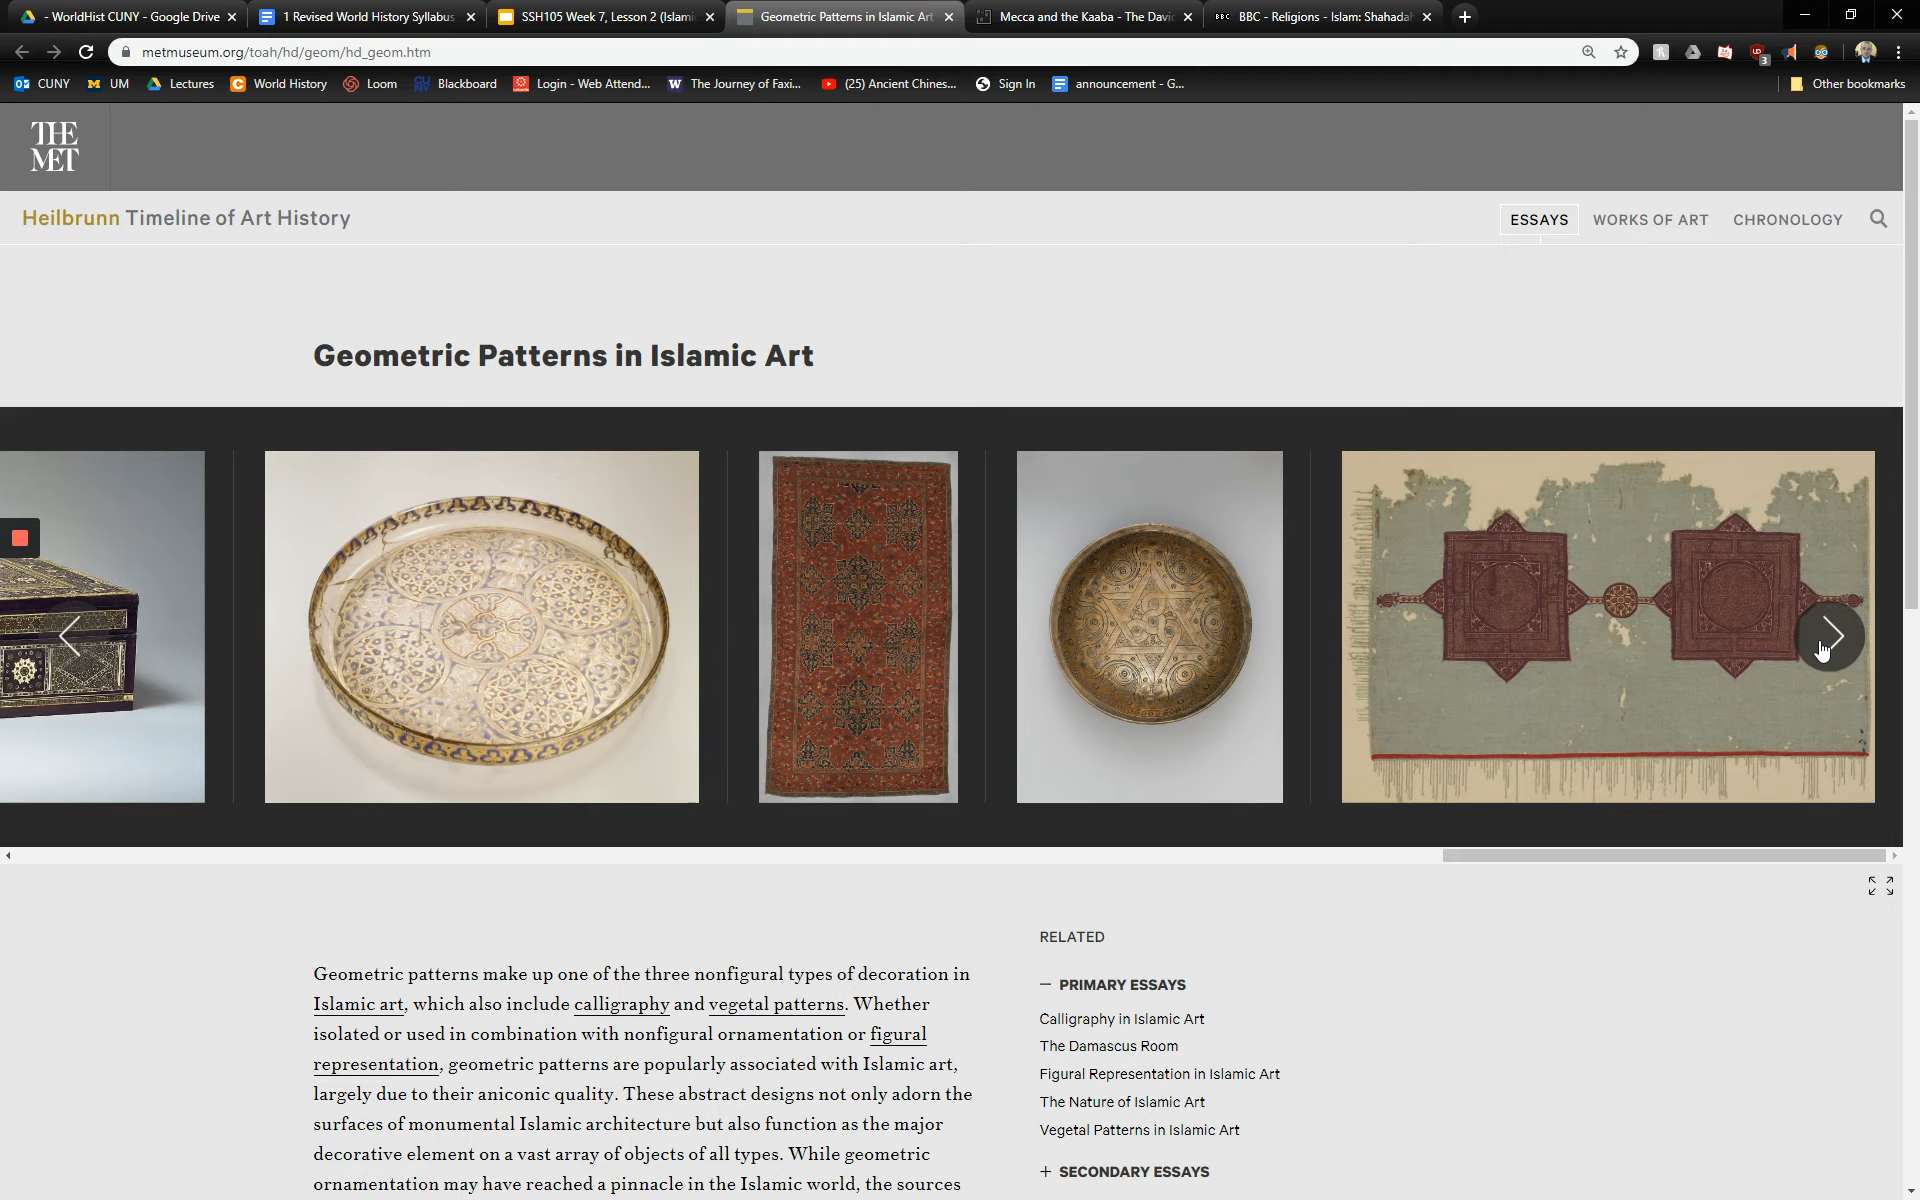 - WorldHist CUNY - Google Drive
1 Revised World History Syllabus
SSH105 Week 7, Lesson 2 (Islamic
Geometric Patterns in Islamic Art
Mecca and the Kaaba - The Davi
BBC BBC - Religions - Islam: Shahadah
metmuseum.org/toah/hd/geom/hd_geom.htm
3
CUNY
UM
Lectures
World History
Loom
Blackboard
Login - Web Attend...
The Journey of Faxi...
(25) Ancient Chines...
Sign In
announcement - G...
Other bookmarks
THE
MET
Heilbrunn Timeline of Art History
ESSAYS
WORKS OF ART
CHRONOLOGY
Geometric Patterns in Islamic Art
Geometric patterns make up one of the three nonfigural types of decoration in
Islamic art, which also include calligraphy and vegetal patterns. Whether
isolated or used in combination with nonfigural ornamentation or figural
representation, geometric patterns are popularly associated with Islamic art,
largely due to their aniconic quality. These abstract designs not only adorn the
surfaces of monumental Islamic architecture but also function as the major
decorative element on a vast array of objects of all types. While geometric
ornamentation may have reached a pinnacle in the Islamic world, the sources
RELATED
— PRIMARY ESSAYS
Calligraphy in Islamic Art
The Damascus Room
Figural Representation in Islamic Art
The Nature of Islamic Art
Vegetal Patterns in Islamic Art
+ SECONDARY ESSAYS